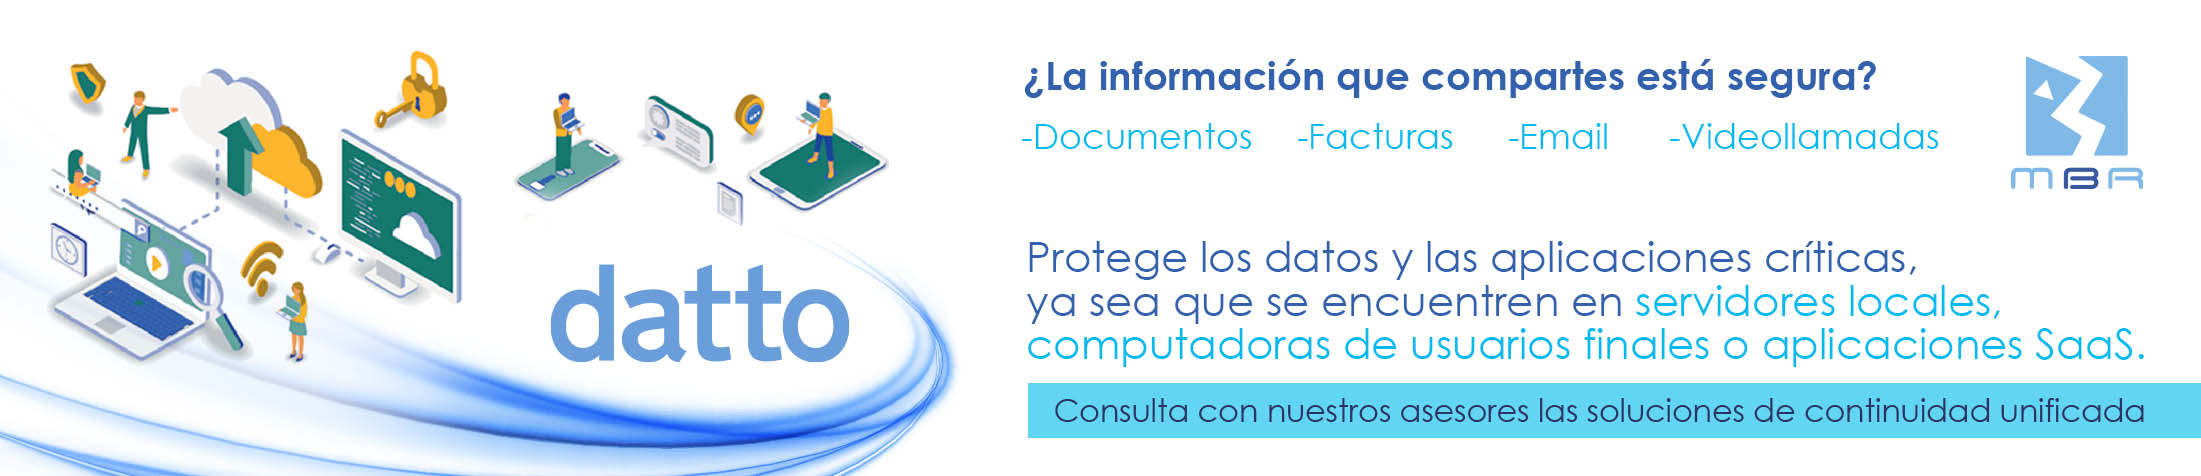 ¿La información que compartes está segura?
-Documentos -Facturas -Email -Videollamadas
MBR
datto
Protege los datos y las aplicaciones críticas,
ya sea que se encuentren en servidores locales,
computadoras de usuarios finales o aplicaciones SaaS.
Consulta con nuestros asesores las soluciones de continuidad unificada